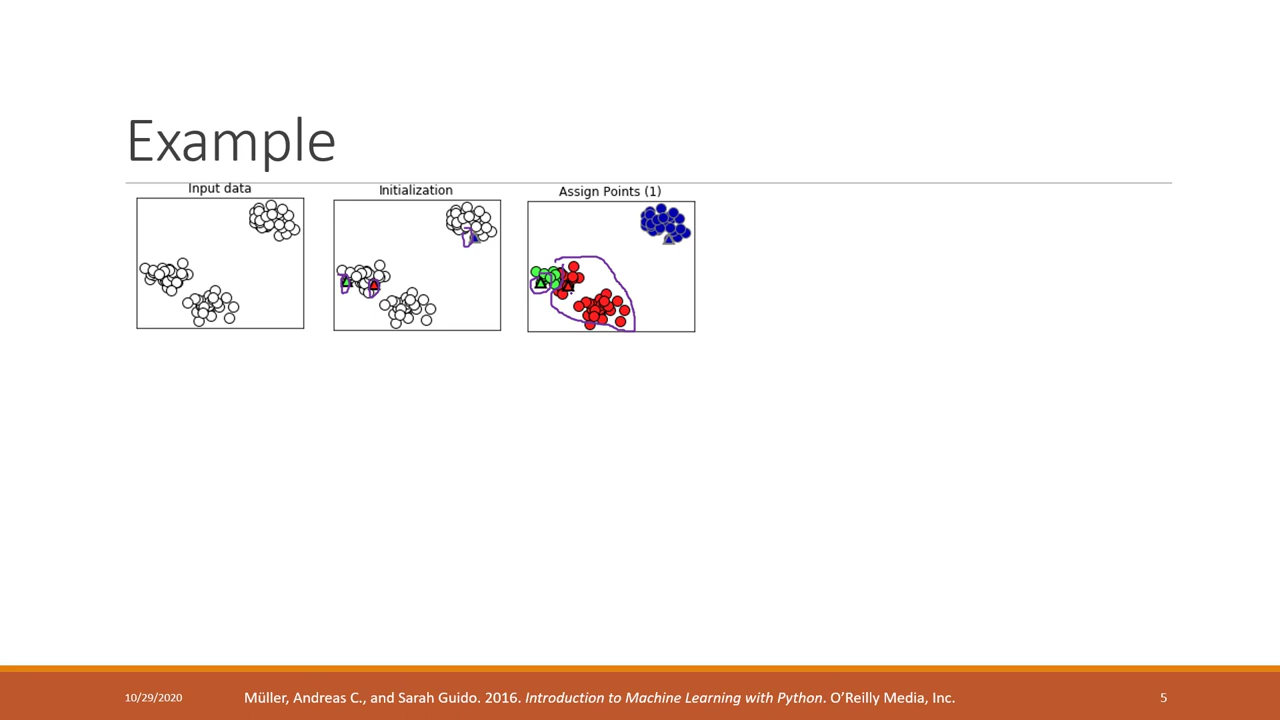 Example
Input data
Initialization
Assign Points (1)
10/29/2020
Müller, Andreas C., and Sarah Guido. 2016. Introduction to Machine Learning with Python. O’Reilly Media, Inc.
5